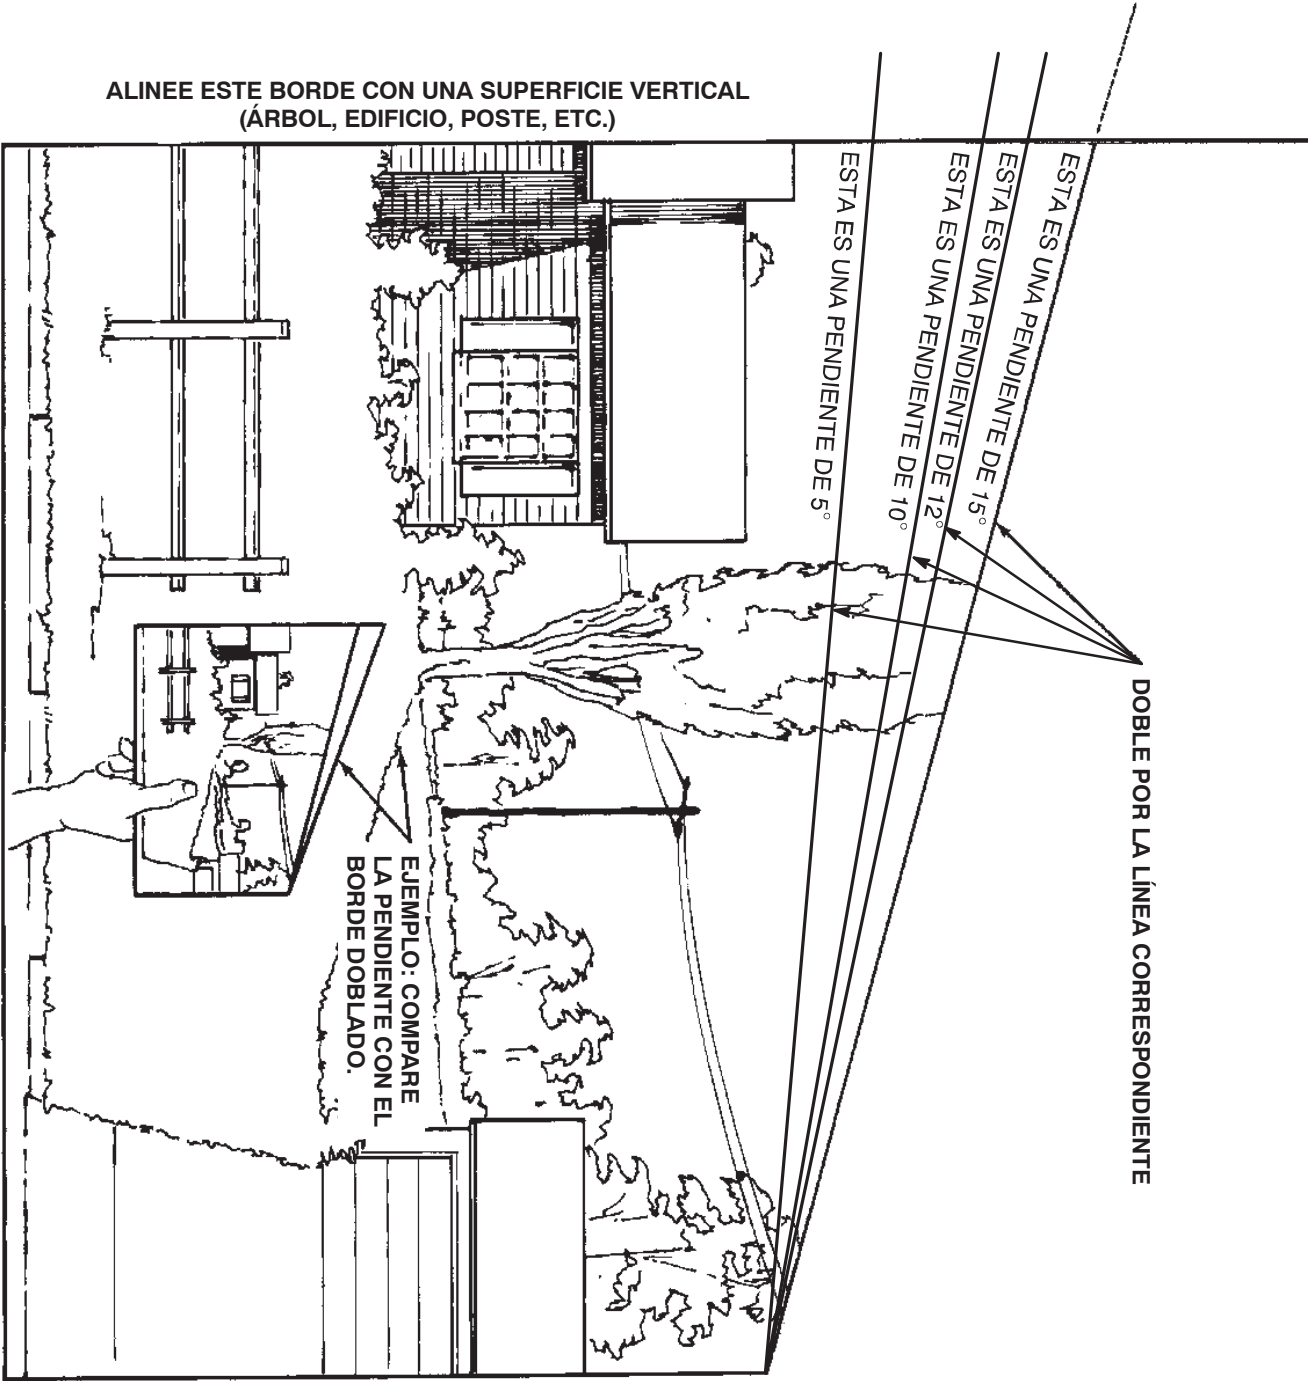 ALINEE ESTE BORDE CON UNA SUPERFICIE VERTICAL
(ÁRBOL, EDIFICIO, POSTE, ETC.)
ESTA ES UNA PENDIENTE DE 15°
ESTA ES UNA PENDIENTE DE 12°
ESTA ES UNA PENDIENTE DE 10°
ESTA ES UNA PENDIENTE DE 5°
DOBLE POR LA LÍNEA CORRESPONDIENTE
EJEMPLO: COMPARE
LA PENDIENTE CON EL
BORDE DOBLADO.